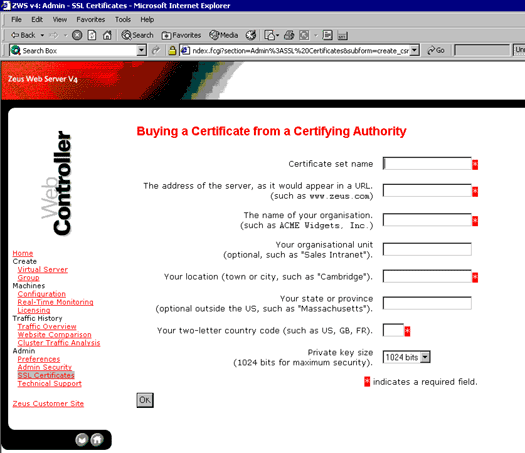 ZWS v4: Admin - SSL Certificates - Microsoft Internet Explorer
File Edit View Favorites Tools Help
Back Search Favorites Media
Search Box ndex.fcgi?section=Admin%3ASSL%20Certificates&subform=create_csr Go
Zeus Web Server V4
Web Controller
Buying a Certificate from a Certifying Authority
Certificate set name *
The address of the server, as it would appear in a URL.
(such as www.zeus.com) *
The name of your organisation.
(such as ACME Widgets, Inc.) *
Your organisational unit
(optional, such as "Sales Intranet").
Your location (town or city, such as "Cambridge"). *
Your state or province
(optional outside the US, such as "Massachusetts").
Your two-letter country code (such as US, GB, FR). *
Private key size
(1024 bits for maximum security). 1024 bits
* indicates a required field.
OK
Home
Create
Virtual Server
Group
Machines
Configuration
Real-Time Monitoring
Licensing
Traffic History
Traffic Overview
Website Comparison
Cluster Traffic Analysis
Admin
Preferences
Admin Security
SSL Certificates
Technical Support
Zeus Customer Site